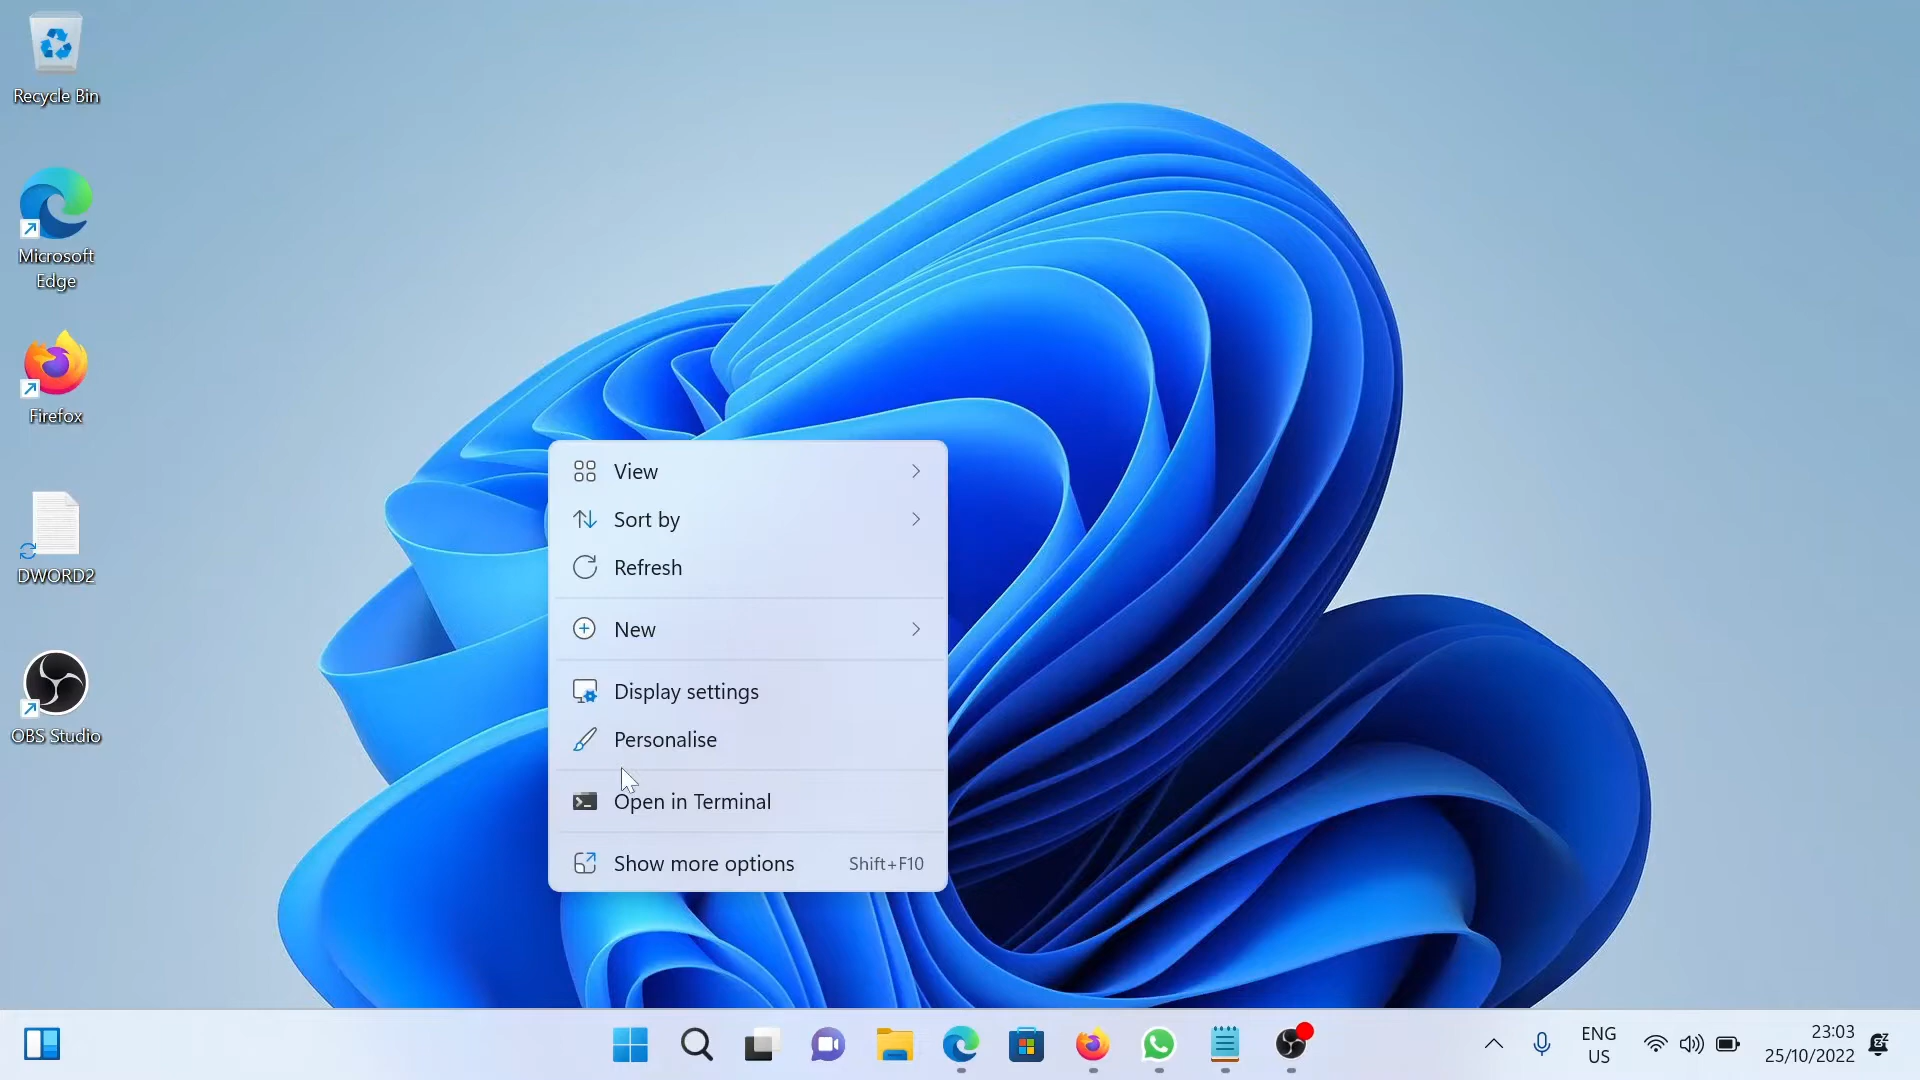 Recycle Bin
Microsoft
Edge
Firefox
DWORD2
OBS Studio
View
Sort by
Refresh
New
Display settings
Personalise
Open in Terminal
Show more options Shift+F10
ENG
US
23:03
25/10/2022